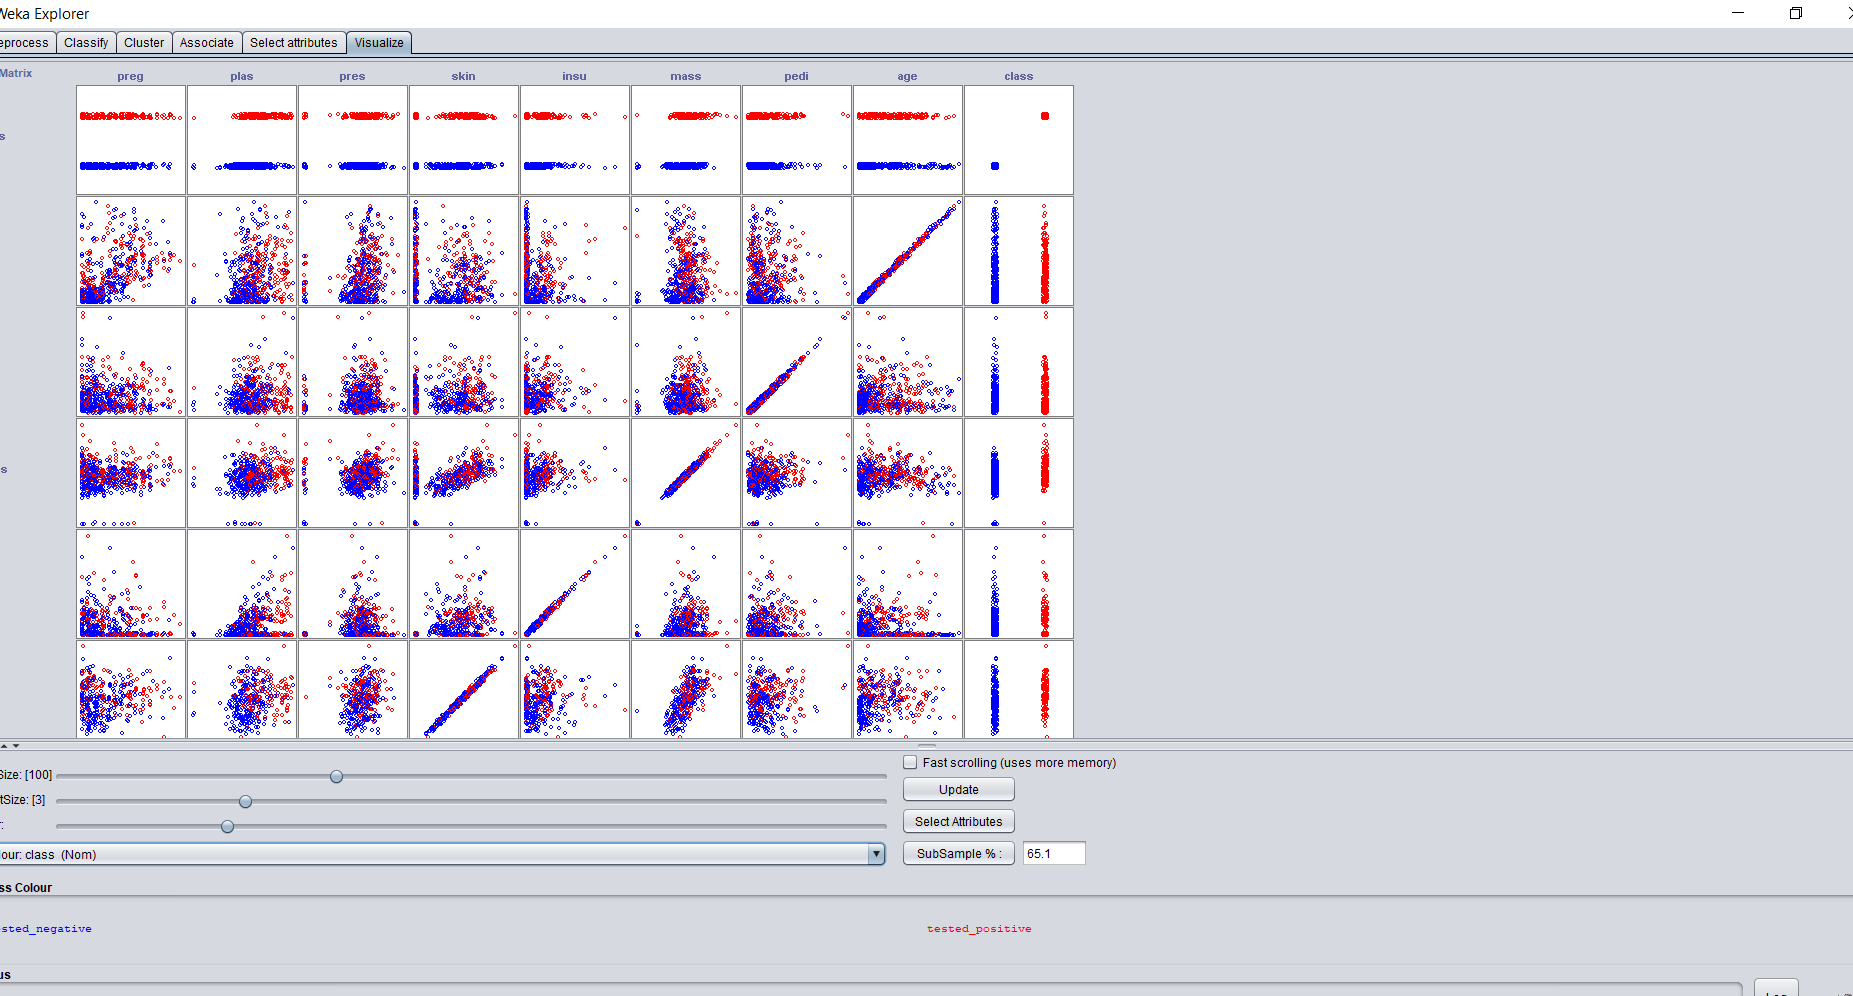 Weka Explorer
eprocess Classify Cluster Associate Select attributes Visualize
Matrix
preg plas pres skin insu mass pedi age class
s
s
Size: [100]
tSize: [3]
r:
our: class (Nom)
Fast scrolling (uses more memory)
Update
Select Attributes
SubSample % : 65.1
ss Colour
ested_negative tested_positive
us